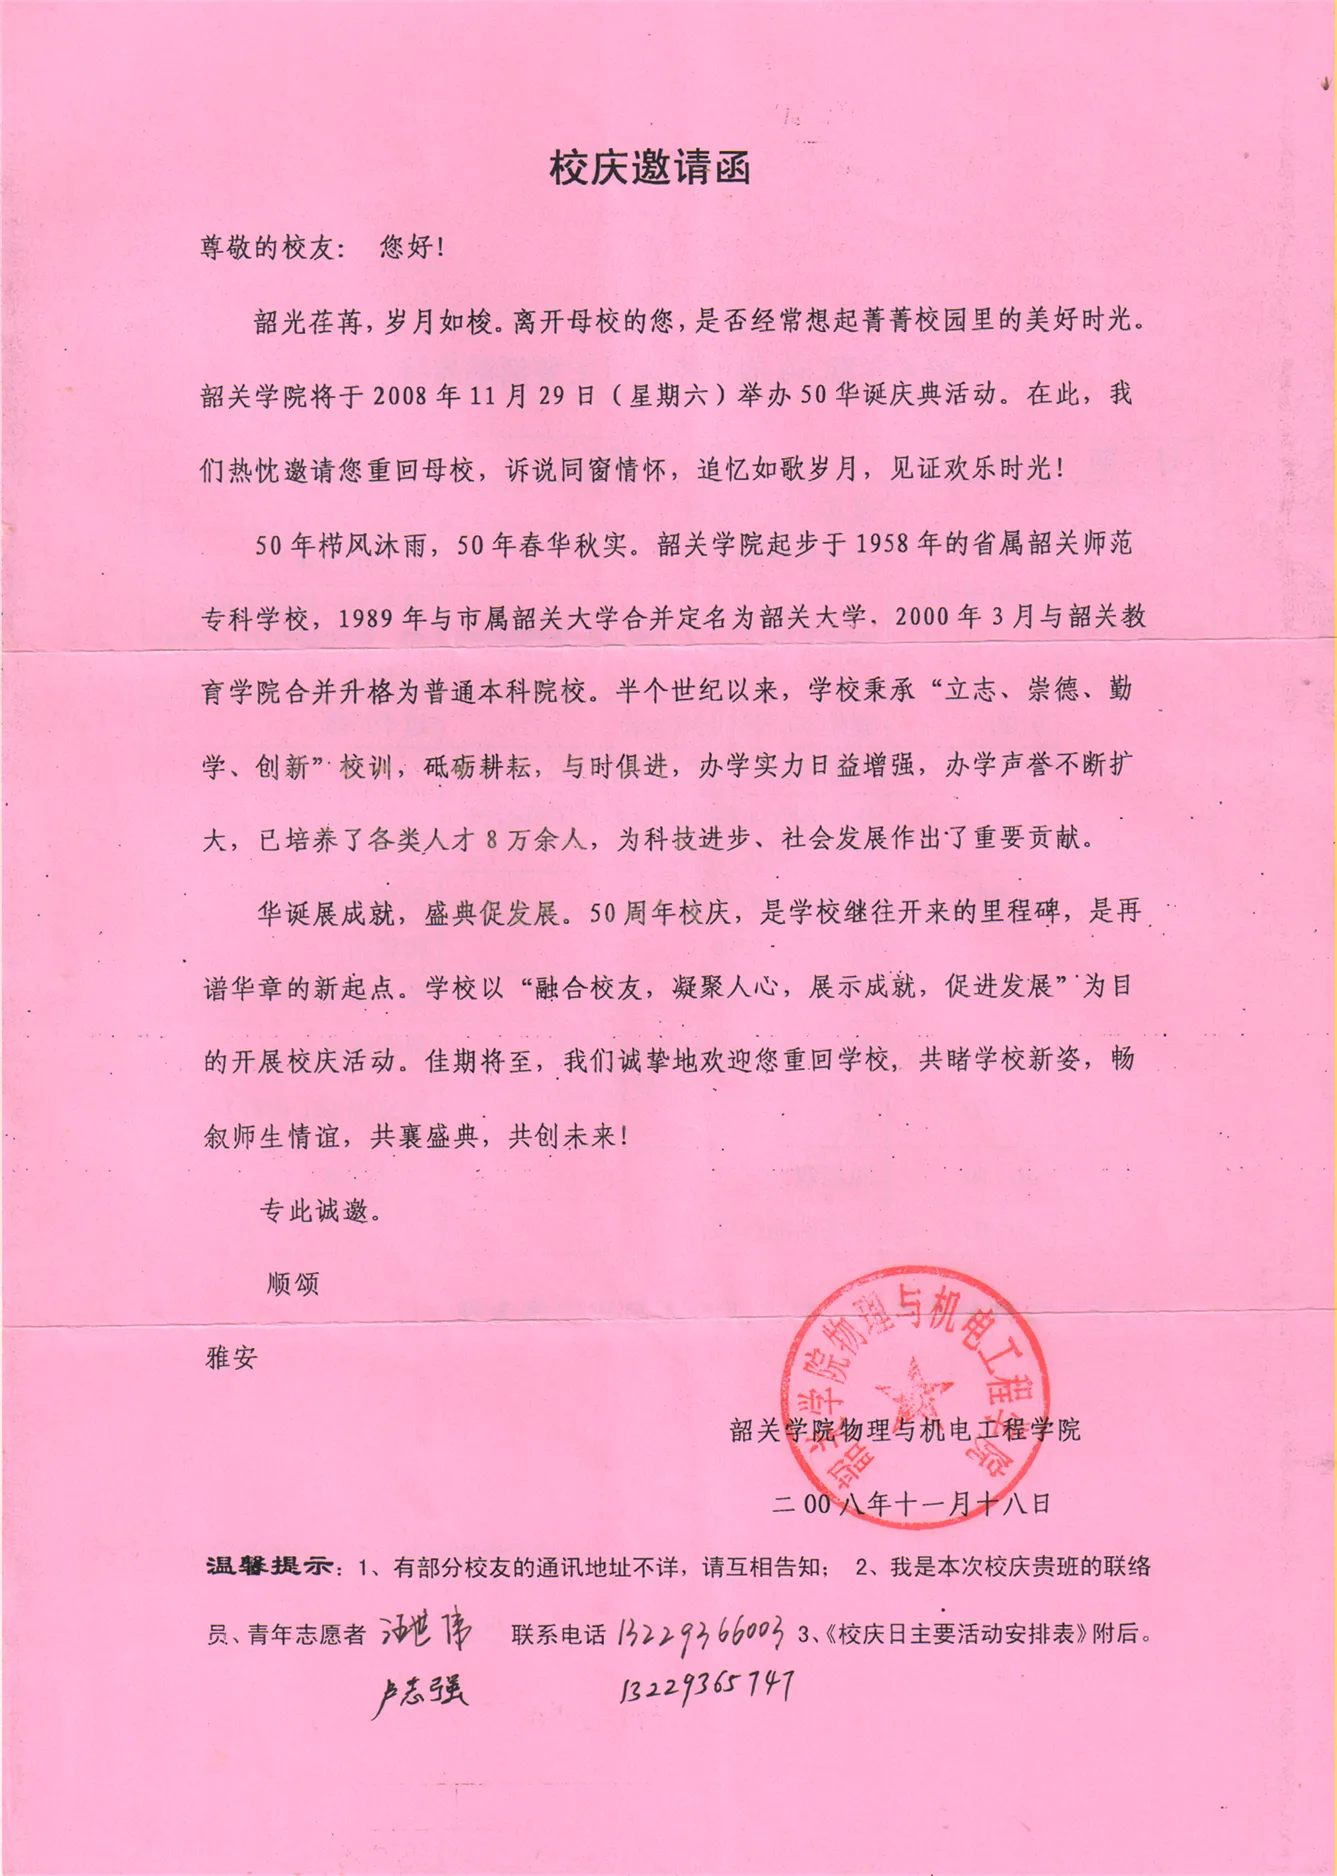 校庆邀请函
尊敬的校友： 您好！
韶光荏苒，岁月如梭。离开母校的您，是否经常想起菁菁校园里的美好时光。
韶关学院将于 2008 年 11 月 29 日（星期六）举办 50 华诞庆典活动。在此，我
们热忱邀请您重回母校，诉说同窗情怀，追忆如歌岁月，见证欢乐时光！
50 年栉风沐雨，50 年春华秋实。韶关学院起步于 1958 年的省属韶关师范
专科学校，1989 年与市属韶关大学合并定名为韶关大学，2000 年 3 月与韶关教
育学院合并升格为普通本科院校。半个世纪以来，学校秉承“立志、崇德、勤
学、创新”校训，砥砺耕耘，与时俱进，办学实力日益增强，办学声誉不断扩
大，已培养了各类人才 8 万余人，为科技进步、社会发展作出了重要贡献。
华诞展成就，盛典促发展。50 周年校庆，是学校继往开来的里程碑，是再
谱华章的新起点。学校以“融合校友，凝聚人心，展示成就，促进发展”为目
的开展校庆活动。佳期将至，我们诚挚地欢迎您重回学校，共睹学校新姿，畅
叙师生情谊，共襄盛典，共创未来！
专此诚邀。
顺颂
雅安
韶关学院物理与机电工程学院
韶关学院物理与机电工程学院
二 00 八年十一月十八日
温馨提示：1、有部分校友的通讯地址不详，请互相告知； 2、我是本次校庆贵班的联络
员、青年志愿者 汪世伟 联系电话 13229366003 3、《校庆日主要活动安排表》附后。
卢志强 13229365747